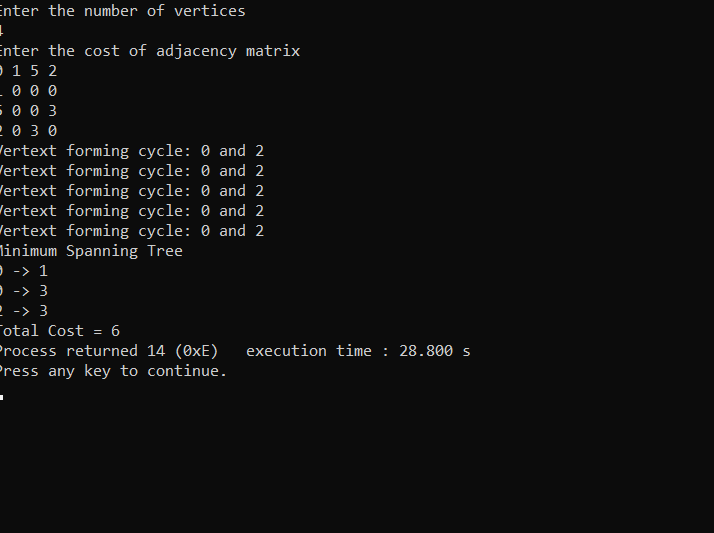 Enter the number of vertices
4
Enter the cost of adjacency matrix
0 1 5 2
1 0 0 0
5 0 0 3
2 0 3 0
Vertext forming cycle: 0 and 2
Vertext forming cycle: 0 and 2
Vertext forming cycle: 0 and 2
Vertext forming cycle: 0 and 2
Vertext forming cycle: 0 and 2
Minimum Spanning Tree
0 -> 1
0 -> 3
2 -> 3
Total Cost = 6
Process returned 14 (0xE)   execution time : 28.800 s
Press any key to continue.